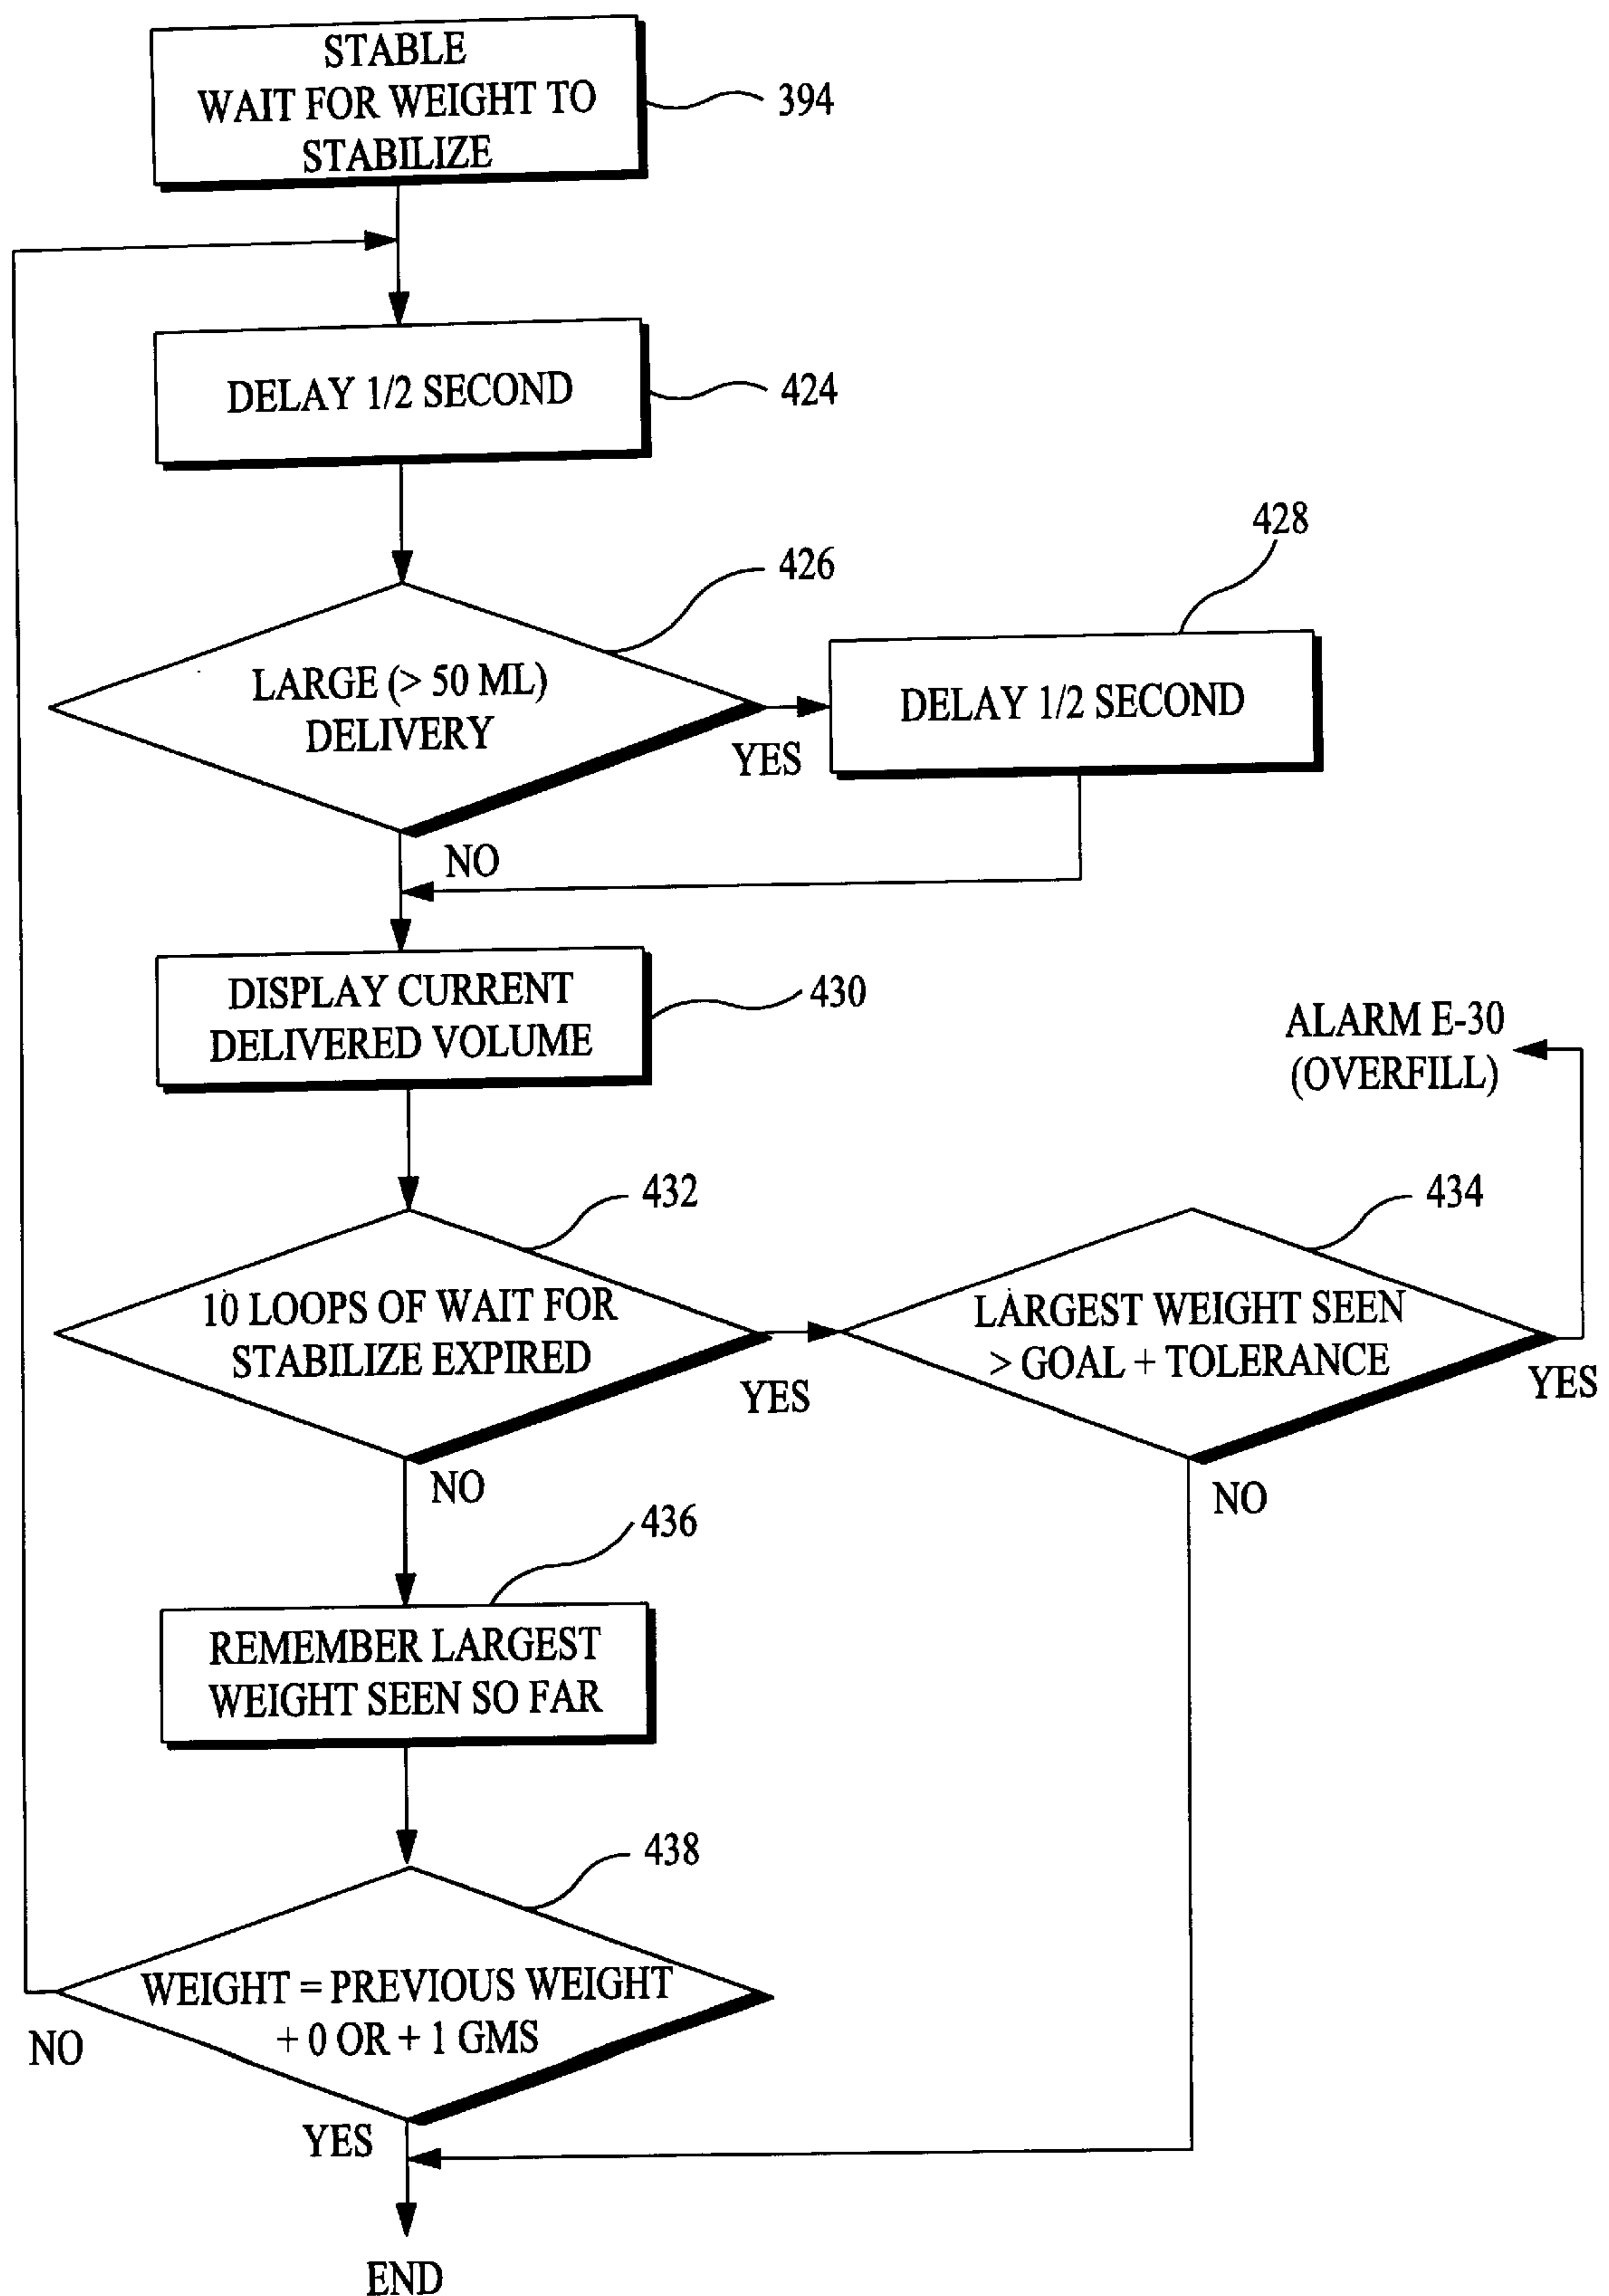 STABLE
WAIT FOR WEIGHT TO
STABILIZE
394
DELAY 1/2 SECOND
424
426
428
LARGE (> 50 ML)
DELIVERY
YES
DELAY 1/2 SECOND
NO
DISPLAY CURRENT
DELIVERED VOLUME
430
ALARM E-30
(OVERFILL)
432
434
10 LOOPS OF WAIT FOR
STABILIZE EXPIRED
YES
LARGEST WEIGHT SEEN
> GOAL + TOLERANCE
YES
NO
NO
436
REMEMBER LARGEST
WEIGHT SEEN SO FAR
438
WEIGHT = PREVIOUS WEIGHT
+ 0 OR + 1 GMS
NO
YES
END